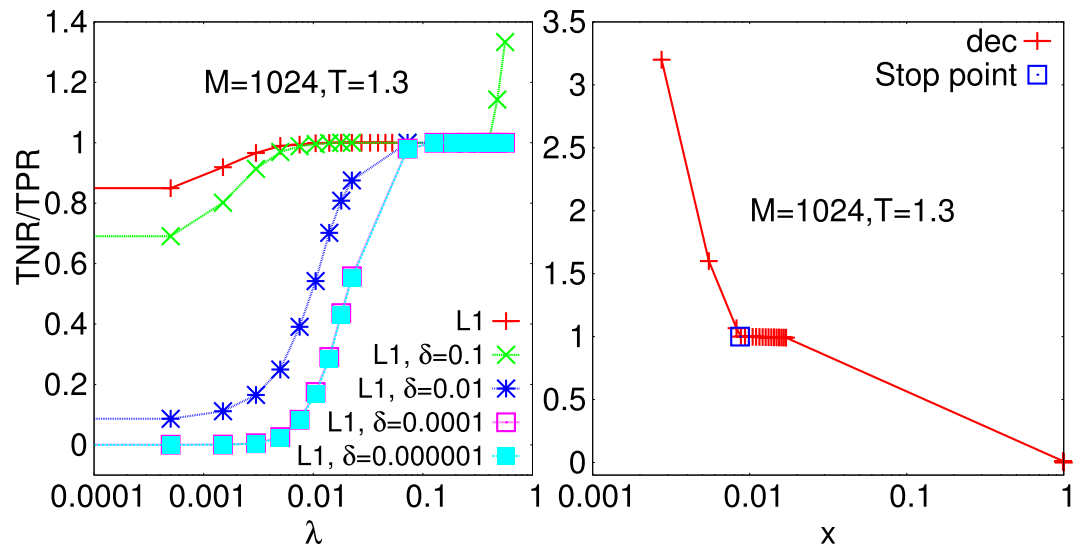 1.4
1.2
1
0.8
0.6
0.4
0.2
0
TNR/TPR
M=1024,T=1.3
L1
L1, δ=0.1
L1, δ=0.01
L1, δ=0.0001
L1, δ=0.000001
0.0001 0.001 0.01 0.1 1
λ
3.5
3
2.5
2
1.5
1
0.5
0
dec
Stop point
M=1024,T=1.3
0.001 0.01 0.1 1
x